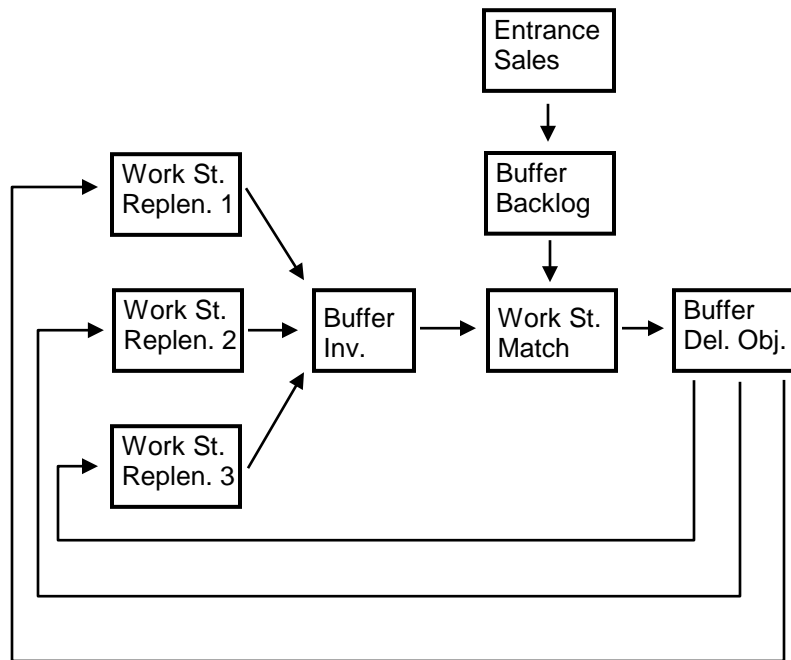 Entrance
Sales
Work St.
Replen. 1
Buffer
Backlog
Work St.
Replen. 2
Buffer
Inv.
Work St.
Match
Buffer
Del. Obj.
Work St.
Replen. 3